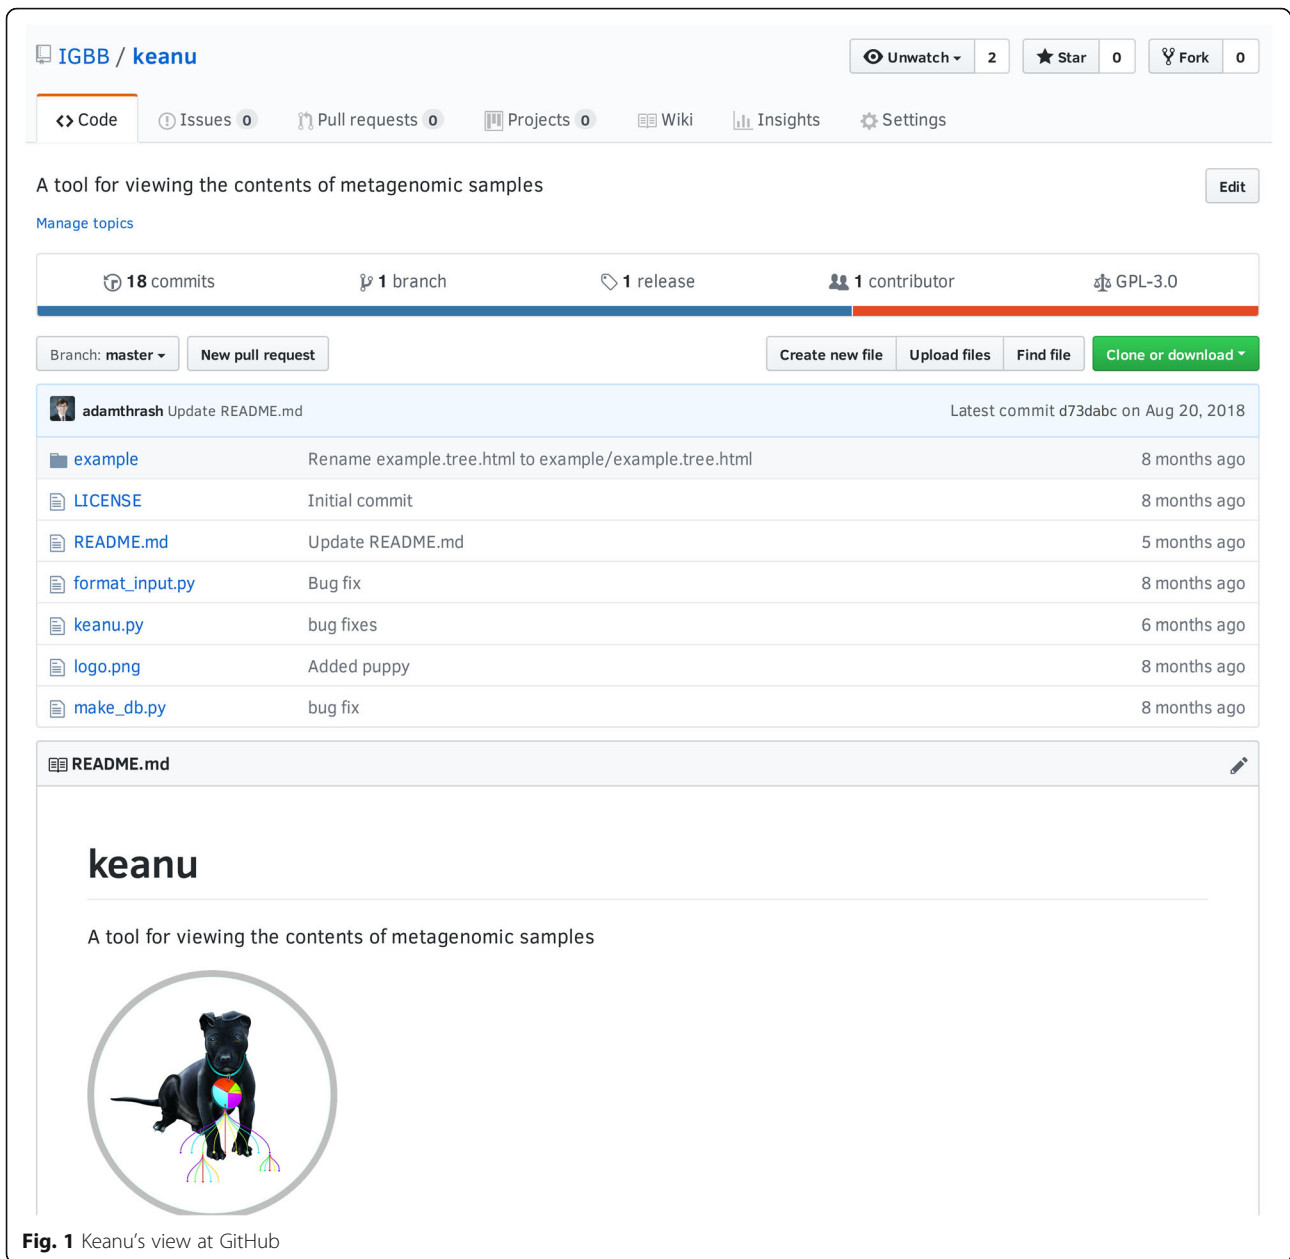 IGBB / keanu
Unwatch 2 Star 0 Fork 0
Code Issues 0 Pull requests 0 Projects 0 Wiki Insights Settings
A tool for viewing the contents of metagenomic samples Edit
Manage topics
18 commits 1 branch 1 release 1 contributor GPL-3.0
Branch: master New pull request Create new file Upload files Find file Clone or download
adamthrash Update README.md Latest commit d73dabc on Aug 20, 2018
example Rename example.tree.html to example/example.tree.html 8 months ago
LICENSE Initial commit 8 months ago
README.md Update README.md 5 months ago
format_input.py Bug fix 8 months ago
keanu.py bug fixes 6 months ago
logo.png Added puppy 8 months ago
make_db.py bug fix 8 months ago
README.md
keanu
A tool for viewing the contents of metagenomic samples
Fig. 1 Keanu's view at GitHub